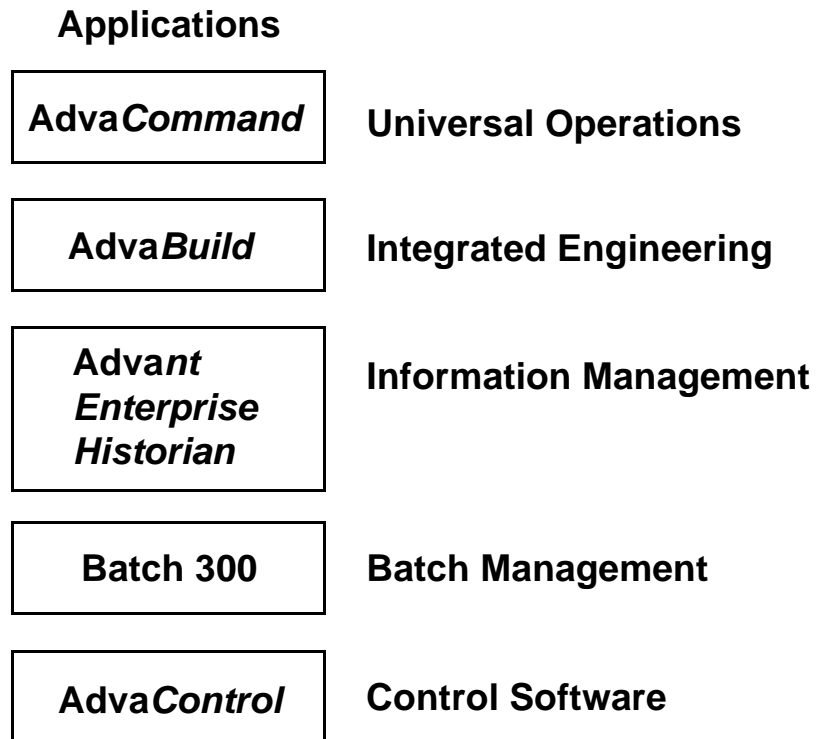 Applications
AdvaCommand
Universal Operations
AdvaBuild
Integrated Engineering
Advant
Enterprise
Historian
Information Management
Batch 300
Batch Management
AdvaControl
Control Software